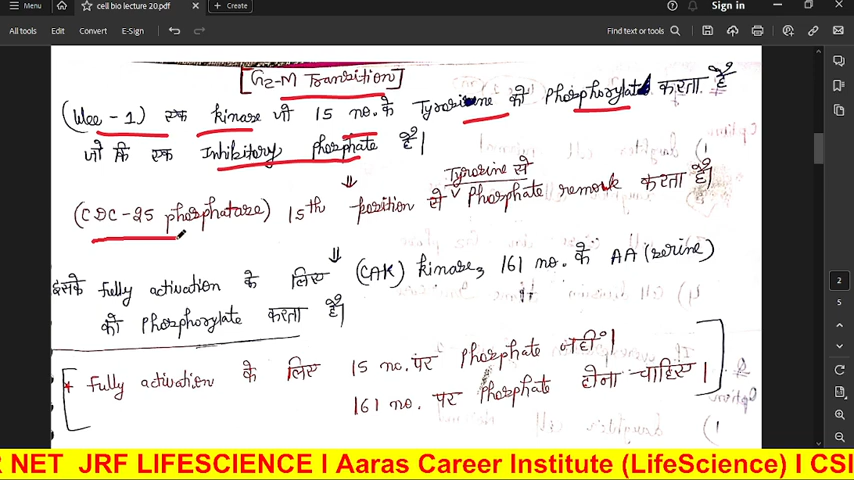 Menu
cell bio lecture 20.pdf
+ Create
Sign in
All tools Edit Convert E-Sign
Find text or tools
[G2-M Transition]
(Wee-1) एक kinase जो 15 no. के Tyrosine को phosphorylate करता है
जो कि एक Inhibitory phosphate है।
Tyrosine से
(CDC-25 phosphatase) 15th position से phosphate remove करता है।
इसके fully activation के लिए (CAK) kinase, 161 no. के AA (serine)
को phosphorylate करता है।
* Fully activation के लिए 15 no. पर phosphate नहीं।
161 no. पर phosphate होना चाहिए।
2
5
R NET JRF LIFESCIENCE I Aaras Career Institute (LifeScience) I CSI